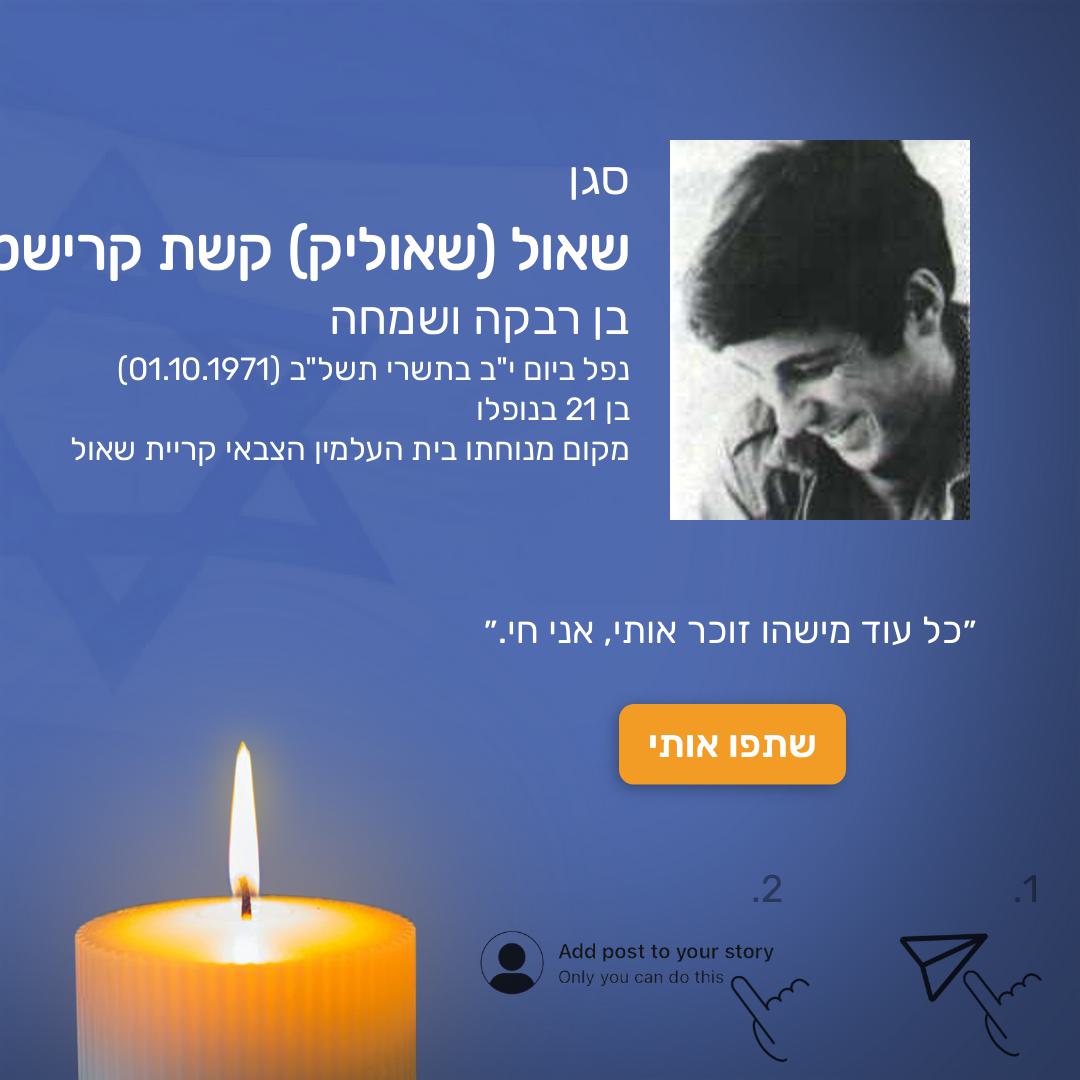 סגן
שאול (שאוליק) קשת
בן רבקה ושמחה
נפל ביום י"ב בתשרי תשל"ב (01.10.1971)
בן 21 בנופלו
מקום מנוחתו בית העלמין הצבאי קריית שאול
״כל עוד מישהו זוכר אותי, אני חי.״
שתפו אותי
.1
.2
Add post to your story
Only you can do this